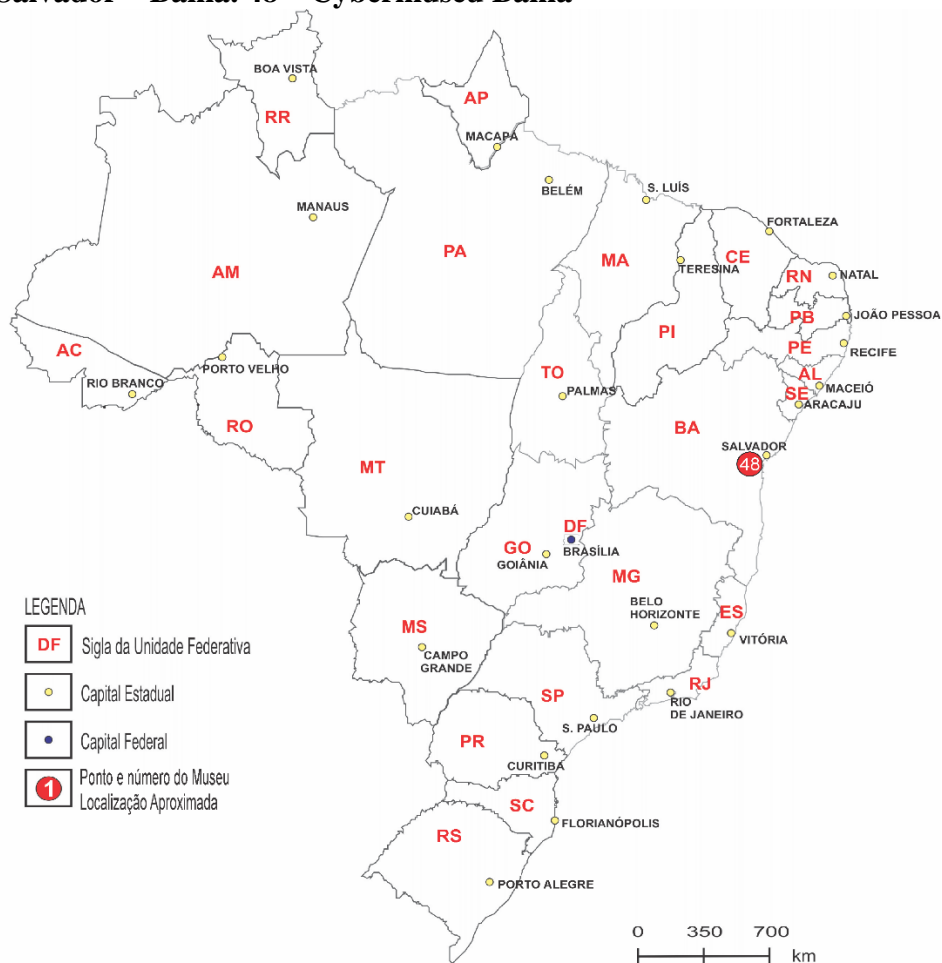 Salvador – Bahia: 48 – Cybermuseu Bahia
BOA VISTA
RR
AP
MACAPÁ
BELÉM
S. LUÍS
MANAUS
FORTALEZA
PA
MA
TERESINA
CE
RN
NATAL
AM
PB
JOÃO PESSOA
PI
PE
RECIFE
AC
PORTO VELHO
RIO BRANCO
TO
PALMAS
AL
MACEIÓ
SE
ARACAJU
RO
BA
SALVADOR
48
MT
CUIABÁ
DF
BRASÍLIA
GO
GOIÂNIA
MG
BELO
HORIZONTE
ES
VITÓRIA
MS
CAMPO
GRANDE
RJ
RIO
DE JANEIRO
SP
S. PAULO
PR
CURITIBA
SC
FLORIANÓPOLIS
RS
PORTO ALEGRE
LEGENDA
DF Sigla da Unidade Federativa
Capital Estadual
Capital Federal
1 Ponto e número do Museu
Localização Aproximada
0 350 700
km